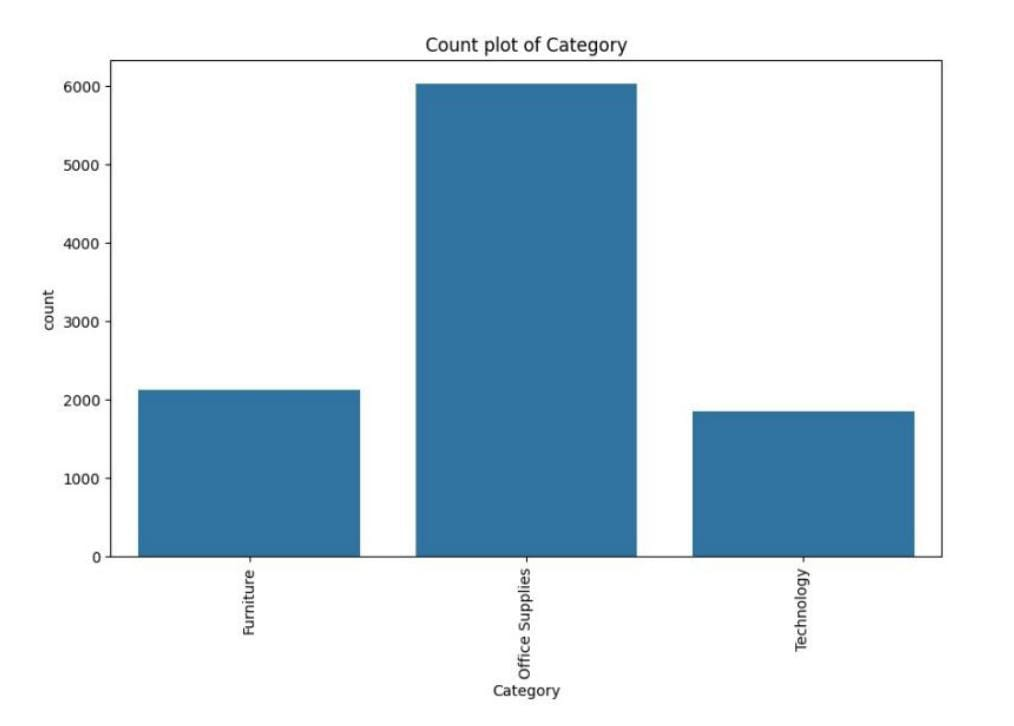 Count plot of Category
6000
5000
4000
3000
2000
1000
0
count
Furniture
Office Supplies
Technology
Category